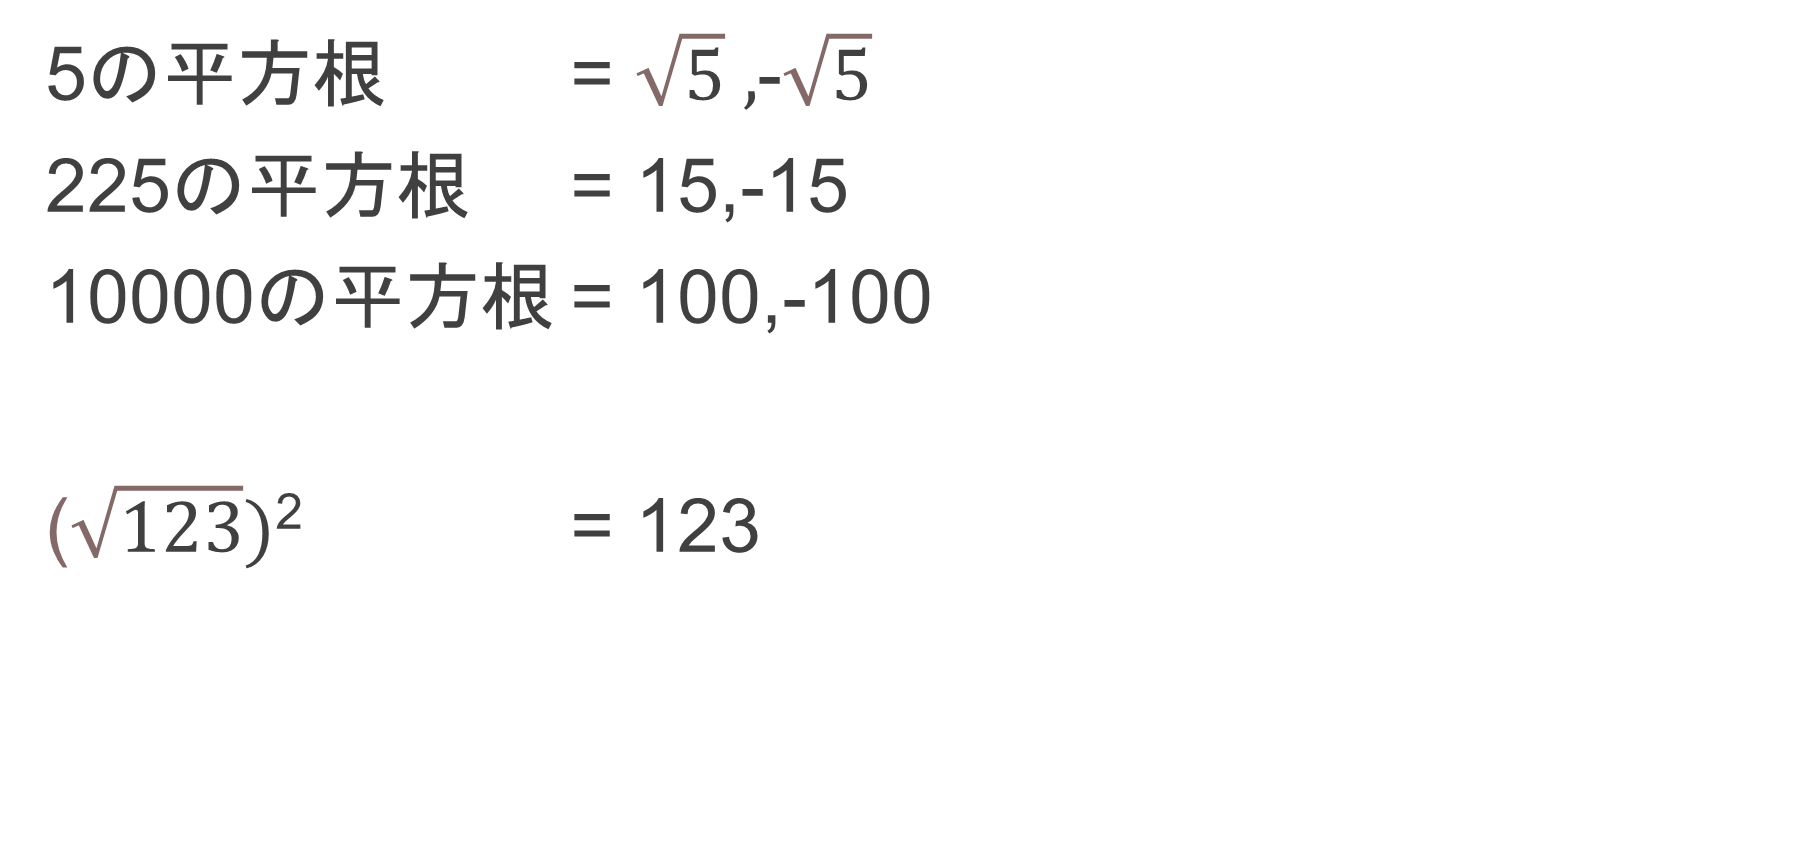 5の平方根 = √5 ,-√5
225の平方根 = 15,-15
10000の平方根 = 100,-100
(√123)² = 123